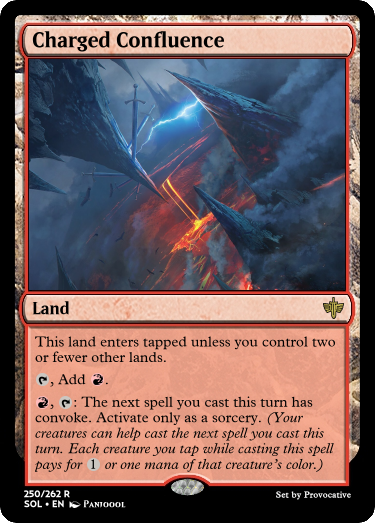 Charged Confluence
Land
This land enters tapped unless you control two
or fewer other lands.
, Add .
, : The next spell you cast this turn has
convoke. Activate only as a sorcery. (Your
creatures can help cast the next spell you cast this
turn. Each creature you tap while casting this spell
pays for 1 or one mana of that creature's color.)
250/262 R
SOL • EN Pantoool
Set by Provocative